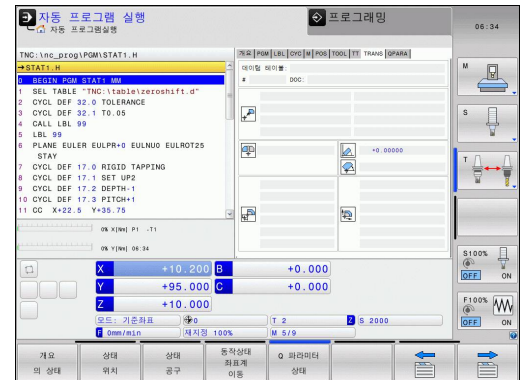 자동 프로그램 실행
자동 프로그램실행
프로그래밍
06:34
TNC:\nc_prog\PGM\STAT1.H
→STAT1.H
0 BEGIN PGM STAT1 MM
1 SEL TABLE "TNC:\table\zeroshift.d"
2 CYCL DEF 32.0 TOLERANCE
3 CYCL DEF 32.1 T0.05
4 CALL LBL 99
5 LBL 99
6 PLANE EULER EULPR+0 EULNU0 EULROT25
STAY
7 CYCL DEF 17.0 RIGID TAPPING
8 CYCL DEF 17.1 SET UP2
9 CYCL DEF 17.2 DEPTH-1
10 CYCL DEF 17.3 PITCH+1
11 CC X+22.5 Y+35.75
개요 PGM LBL CYC M POS TOOL TT TRANS QPARA
데이텀 테이블:
# DOC:
+0.00000
0% X[Nm] P1 -T1
0% Y[Nm] 06:34
X +10.200 B +0.000
Y +95.000 C +0.000
Z +10.000
모드: 기준좌표 0 T 2 Z S 2000
F 0mm/min 재지정 100% M 5/9
M
S
T
S100%
OFF ON
F100%
OFF ON
개요
의 상태
상태
위치
상태
공구
동작상태
좌표계
이동
Q 파라미터
상태